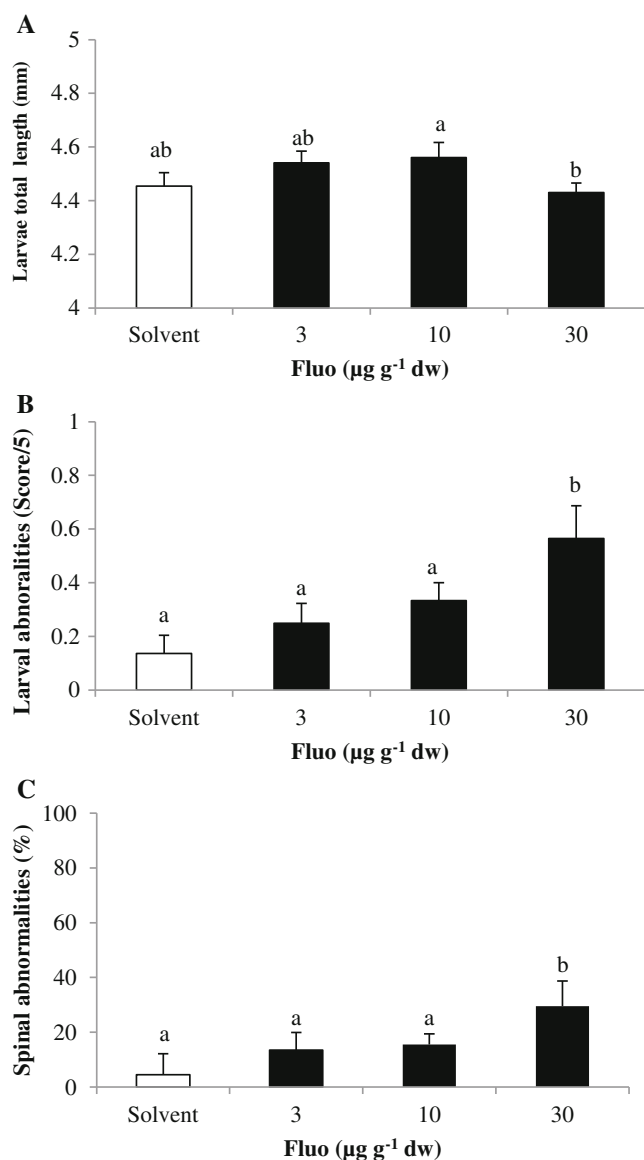 A
Larvae total length (mm)
5
4.8
4.6
4.4
4.2
4
ab
ab
a
b
Solvent 3 10 30
Fluo (µg g-1 dw)
B
Larval abnoralities (Score/5)
1
0.8
0.6
0.4
0.2
0
a
a
a
b
Solvent 3 10 30
Fluo (µg g-1 dw)
C
Spinal abnormalities (%)
100
80
60
40
20
0
a
a
a
b
Solvent 3 10 30
Fluo (µg g-1 dw)